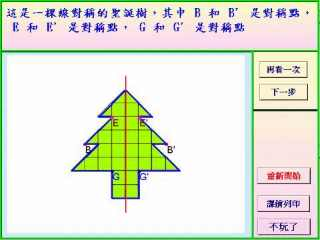 這是一棵線對稱的聖誕樹，其中 B 和 B′ 是對稱點，
E 和 E′ 是對稱點， G 和 G′ 是對稱點
再看一次
下一步
E E'
B B'
G G'
重新開始
講繪列印
不玩了